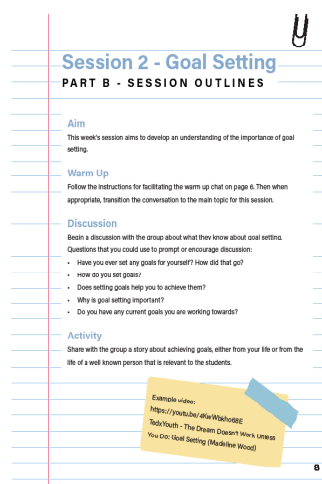 Session 2 - Goal Setting
PART B - SESSION OUTLINES
Aim
This week's session aims to develop an understanding of the importance of goal
setting.
Warm Up
Follow the instructions for facilitating the warm up chat on page 6. Then when
appropriate, transition the conversation to the main topic for this session.
Discussion
Begin a discussion with the group about what they know about goal setting.
Questions that you could use to prompt or encourage discussion:
• Have you ever set any goals for yourself? How did that go?
• How do you set goals?
• Does setting goals help you to achieve them?
• Why is goal setting important?
• Do you have any current goals you are working towards?
Activity
Share with the group a story about achieving goals, either from your life or from the
life of a well known person that is relevant to the students.
Example video:
https://youtu.be/4KwWbkho68E
TedxYouth - The Dream Doesn't Work Unless
You DO: Goal Setting (Madeline Wood)
8